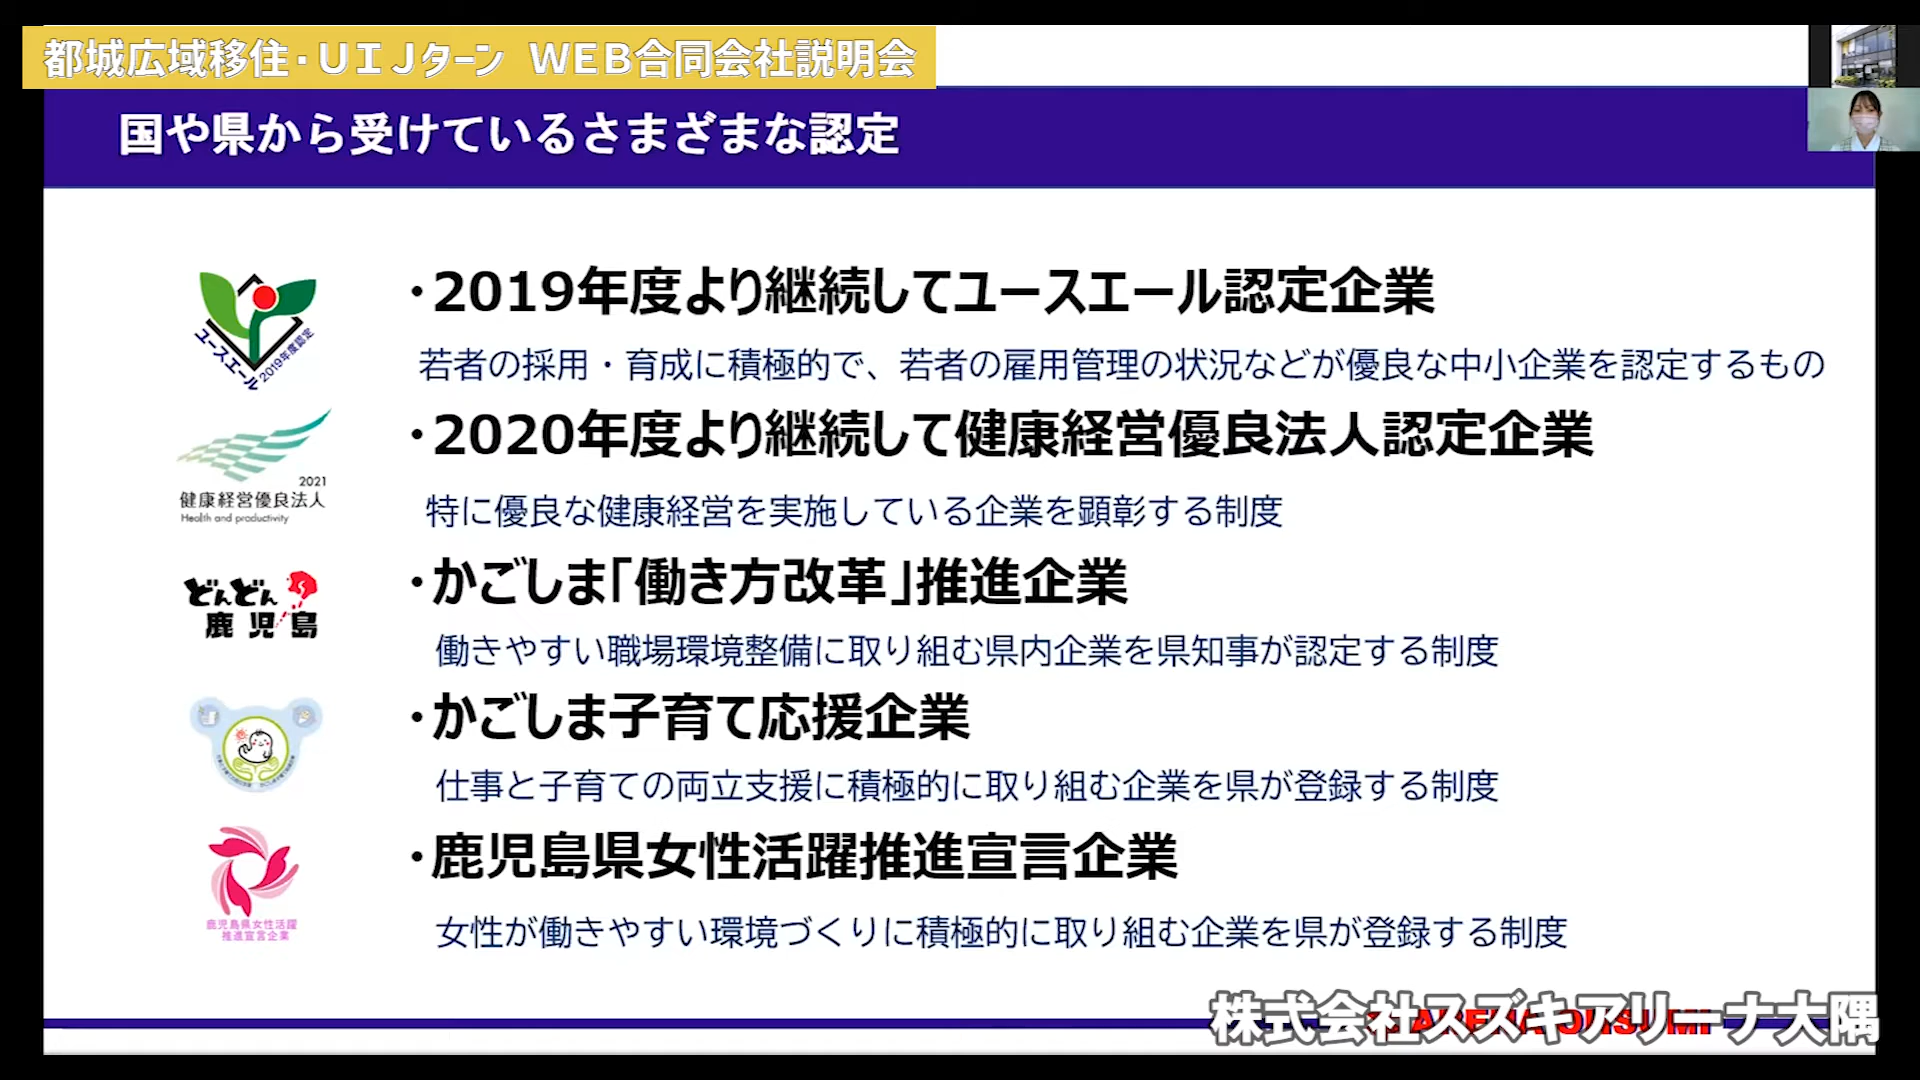 都城広域移住・ＵＩＪターン　ＷＥＢ合同会社説明会
国や県から受けているさまざまな認定
・2019年度より継続してユースエール認定企業
ユースエール
2019年度認定
若者の採用・育成に積極的で、若者の雇用管理の状況などが優良な中小企業を認定するもの
・2020年度より継続して健康経営優良法人認定企業
2021
健康経営優良法人
Health and productivity
特に優良な健康経営を実施している企業を顕彰する制度
・かごしま「働き方改革」推進企業
どんどん
鹿児島
働きやすい職場環境整備に取り組む県内企業を県知事が認定する制度
・かごしま子育て応援企業
仕事と子育ての両立支援に積極的に取り組む企業を県が登録する制度
・鹿児島県女性活躍推進宣言企業
鹿児島県女性活躍
推進宣言企業
女性が働きやすい環境づくりに積極的に取り組む企業を県が登録する制度
株式会社スズキアリーナ大隅